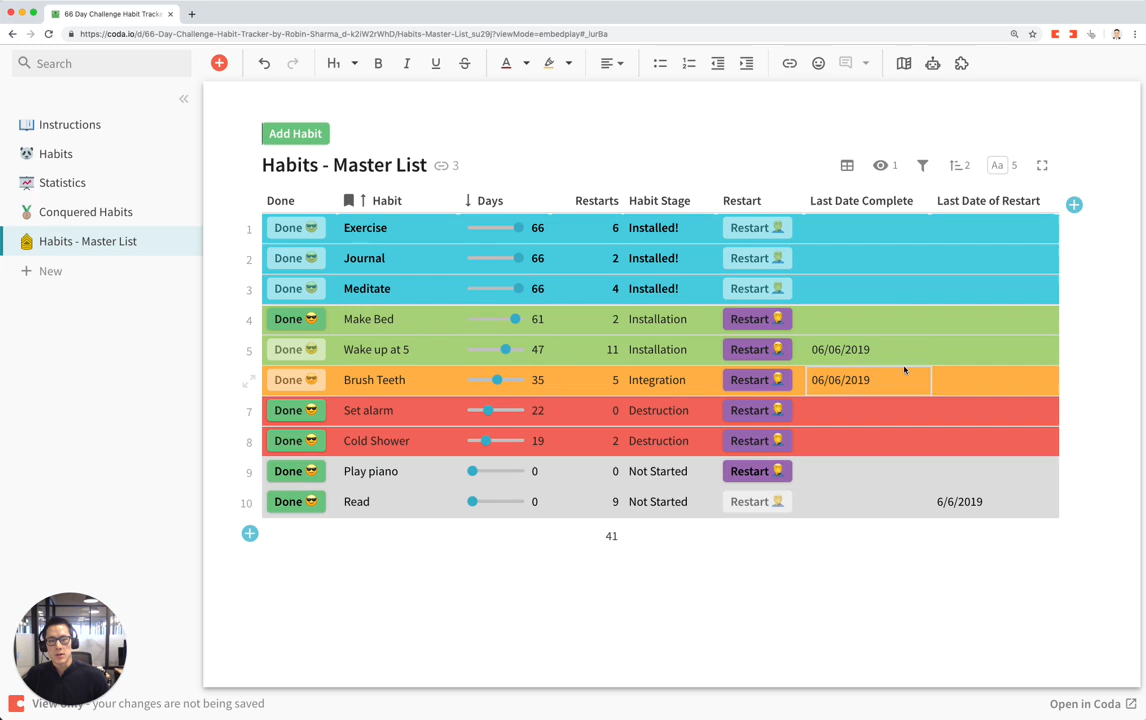 66 Day Challenge Habit Tracke
https://coda.io/d/66-Day-Challenge-Habit-Tracker-by-Robin-Sharma_d-k2iW2rWhD/Habits-Master-List_su29j?viewMode=embedplay#_lurBa
Search
H1 B I U S A
Instructions
Habits
Statistics
Conquered Habits
Habits - Master List
New
Add Habit
Habits - Master List 3
1 2 Aa 5
Done Habit Days Restarts Habit Stage Restart Last Date Complete Last Date of Restart
1 Done Exercise 66 6 Installed! Restart
2 Done Journal 66 2 Installed! Restart
3 Done Meditate 66 4 Installed! Restart
4 Done Make Bed 61 2 Installation Restart
5 Done Wake up at 5 47 11 Installation Restart 06/06/2019
Done Brush Teeth 35 5 Integration Restart 06/06/2019
7 Done Set alarm 22 0 Destruction Restart
8 Done Cold Shower 19 2 Destruction Restart
9 Done Play piano 0 0 Not Started Restart
10 Done Read 0 9 Not Started Restart 6/6/2019
41
View only - your changes are not being saved
Open in Coda